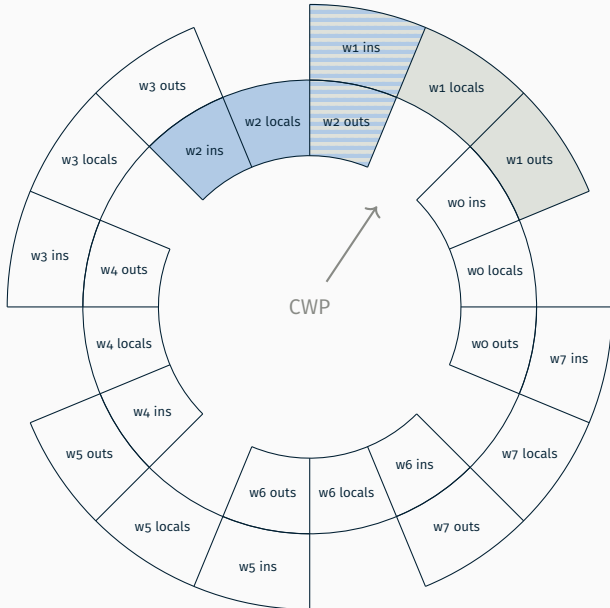 w1 ins
w3 outs
w1 locals
w2 locals
w2 outs
w2 ins
w3 locals
w1 outs
w0 ins
w3 ins
w4 outs
w0 locals
CWP
w4 locals
w0 outs
w7 ins
w4 ins
w5 outs
w7 locals
w6 ins
w6 outs
w6 locals
w5 locals
w7 outs
w5 ins